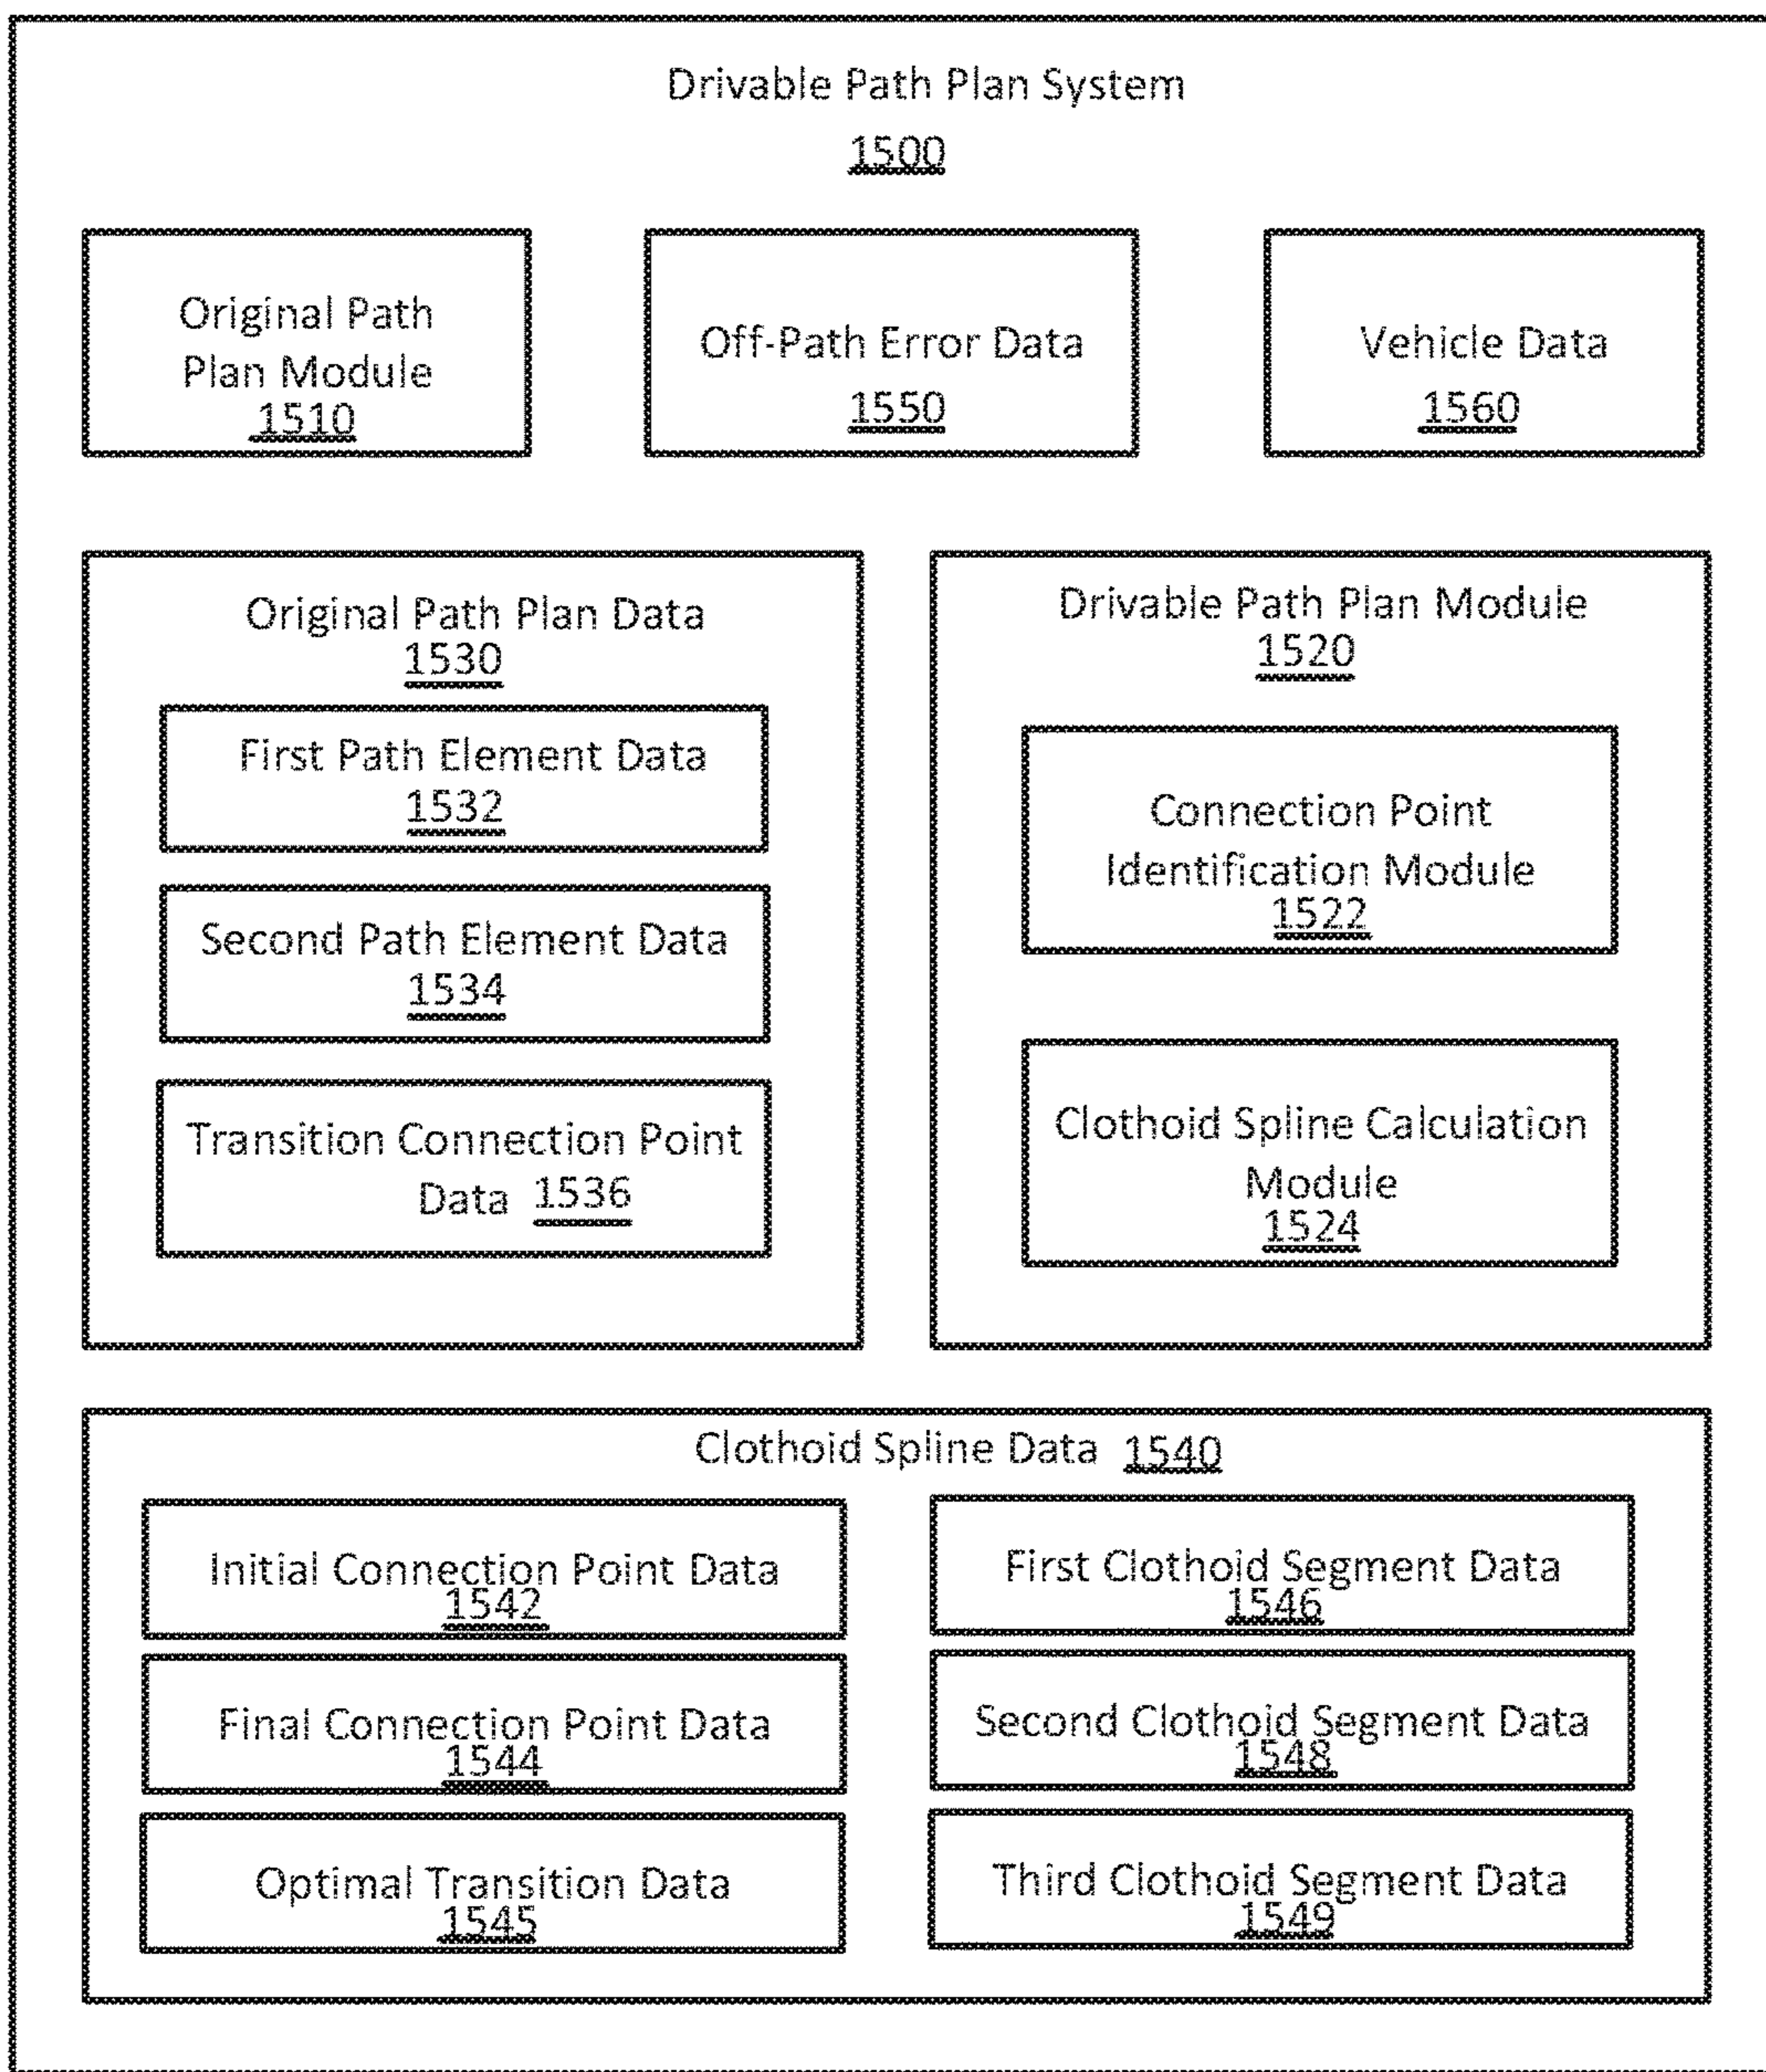 Drivable Path Plan System
1500
Original Path
Plan Module
1510
Off-Path Error Data
1550
Vehicle Data
1560
Original Path Plan Data
1530
First Path Element Data
1532
Second Path Element Data
1534
Transition Connection Point
Data 1536
Drivable Path Plan Module
1520
Connection Point
Identification Module
1522
Clothoid Spline Calculation
Module
1524
Clothoid Spline Data 1540
Initial Connection Point Data
1542
Final Connection Point Data
1544
Optimal Transition Data
1545
First Clothoid Segment Data
1546
Second Clothoid Segment Data
1548
Third Clothoid Segment Data
1549